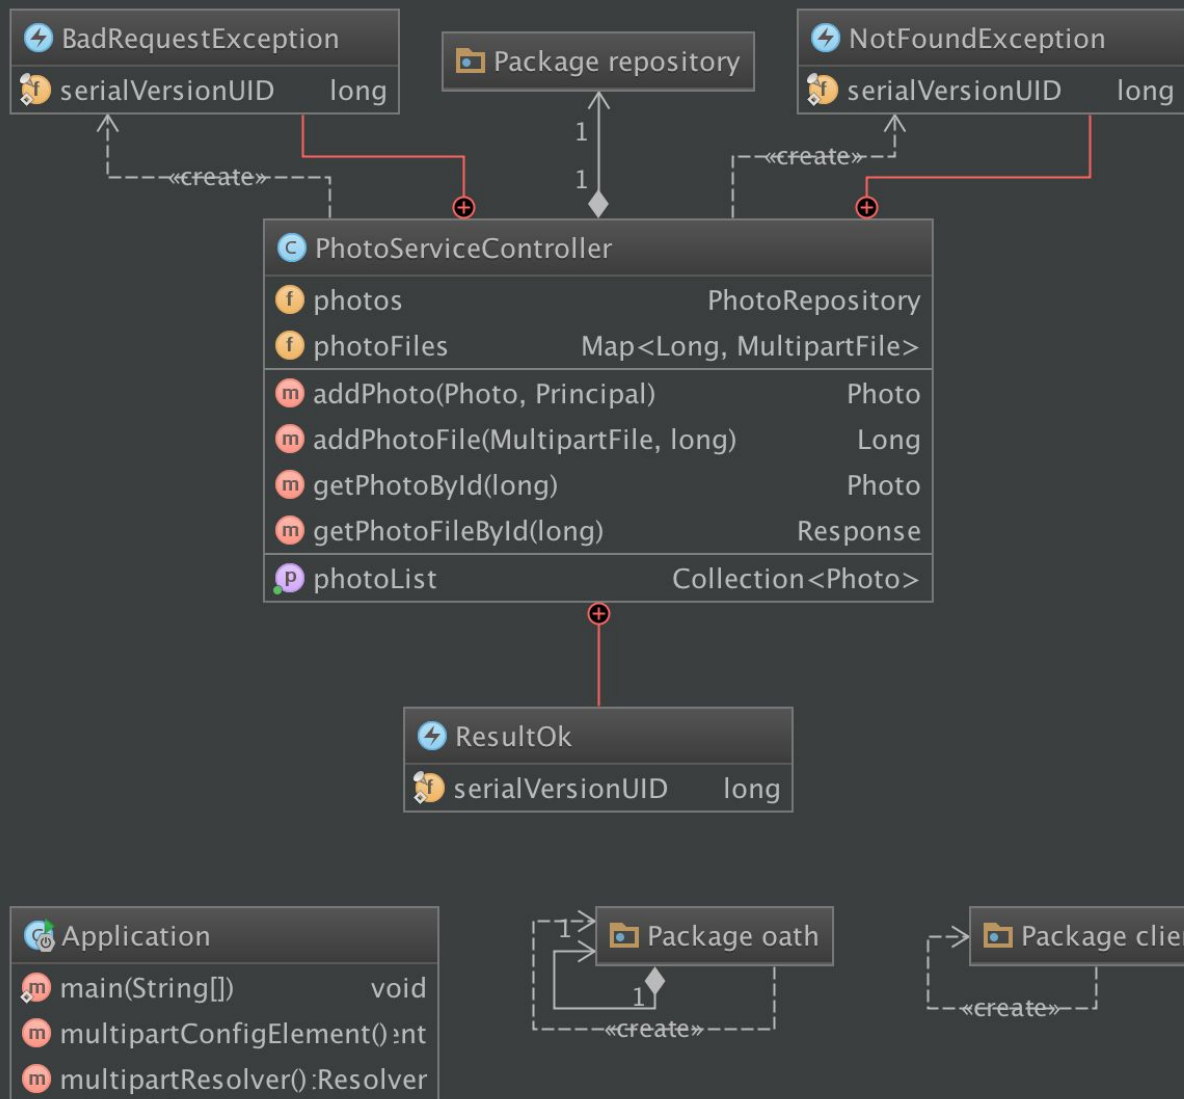 BadRequestException
serialVersionUID long
Package repository
NotFoundException
serialVersionUID long
1
1
«create»
«create»
PhotoServiceController
photos PhotoRepository
photoFiles Map<Long, MultipartFile>
addPhoto(Photo, Principal) Photo
addPhotoFile(MultipartFile, long) Long
getPhotoById(long) Photo
getPhotoFileById(long) Response
photoList Collection<Photo>
ResultOk
serialVersionUID long
Application
main(String[]) void
multipartConfigElement() ent
multipartResolver():Resolver
1
Package oath
1
«create»
Package clie
«create»